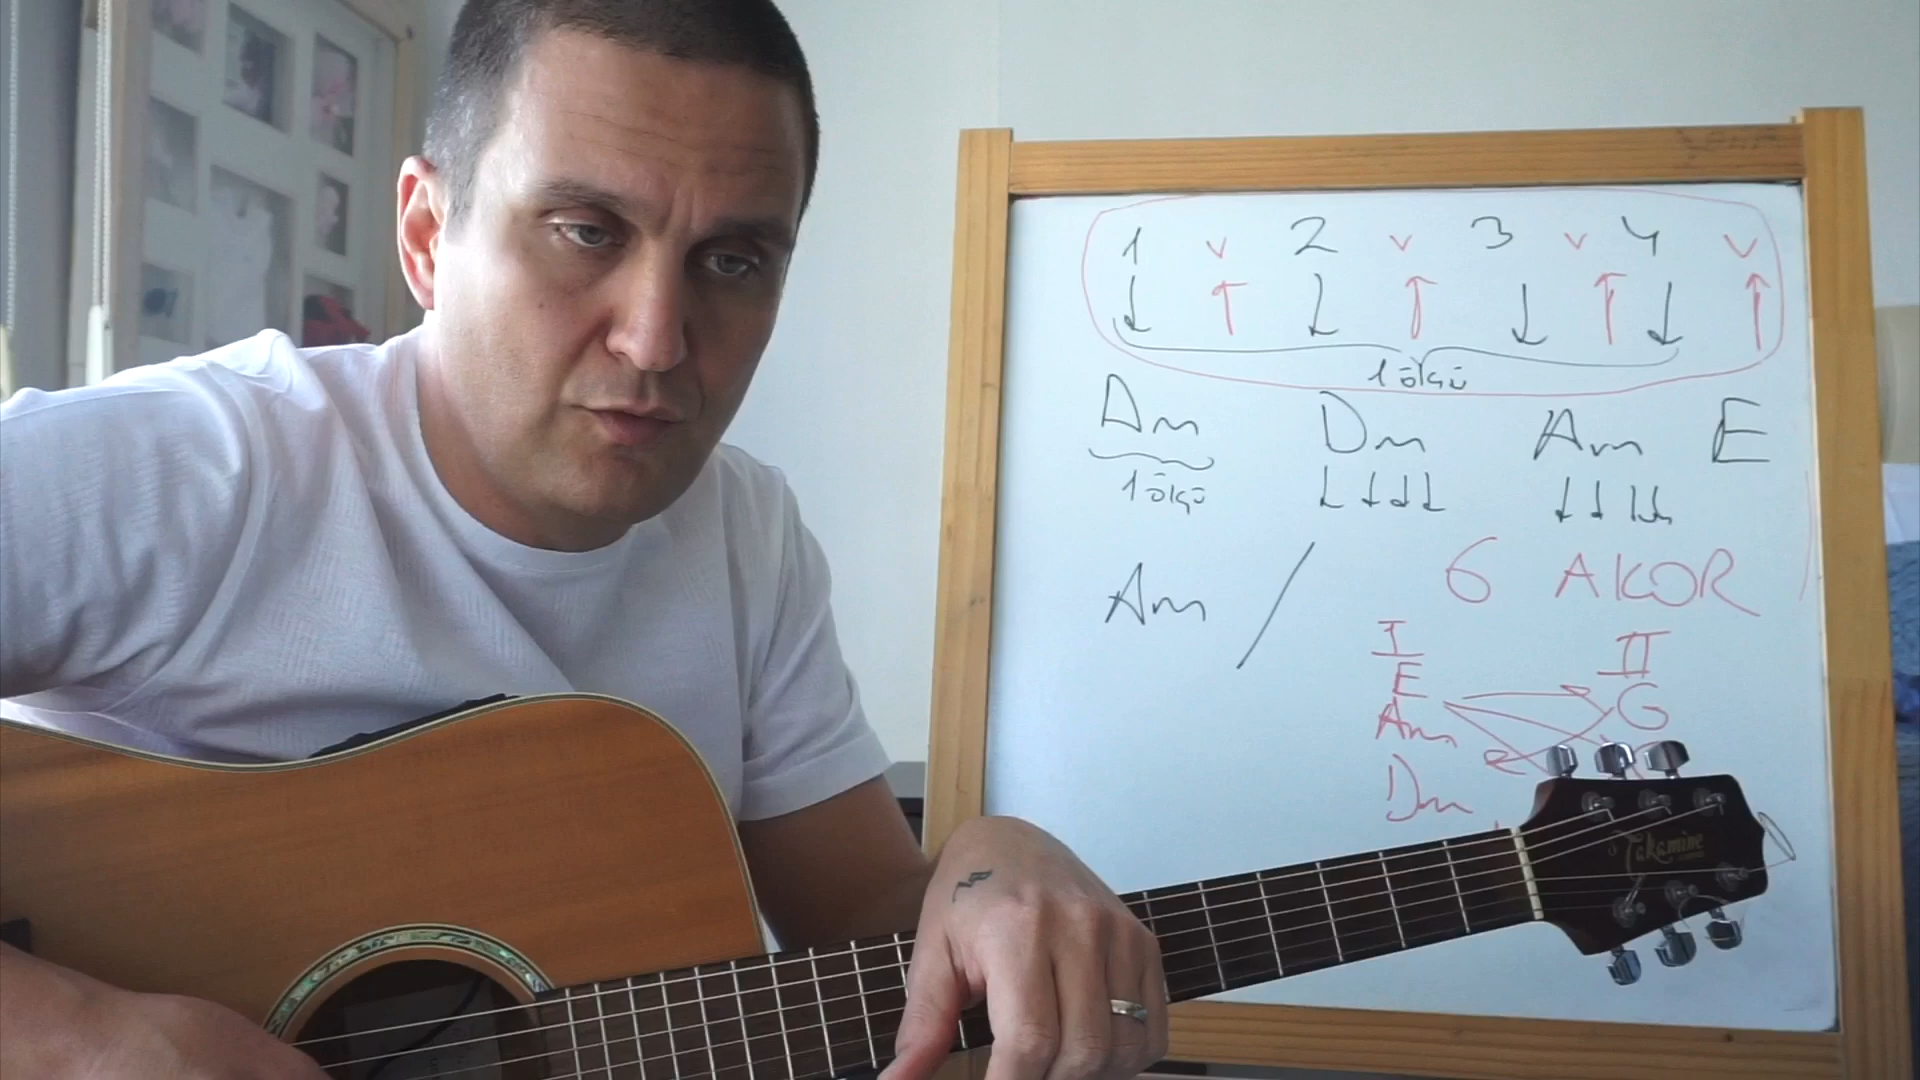 1 v 2 v 3 v 4 v
1 ölçü
Am Dm Am E
1 ölçü
6 AKOR
Am /
I II
E G
Am
Dm
Takamine